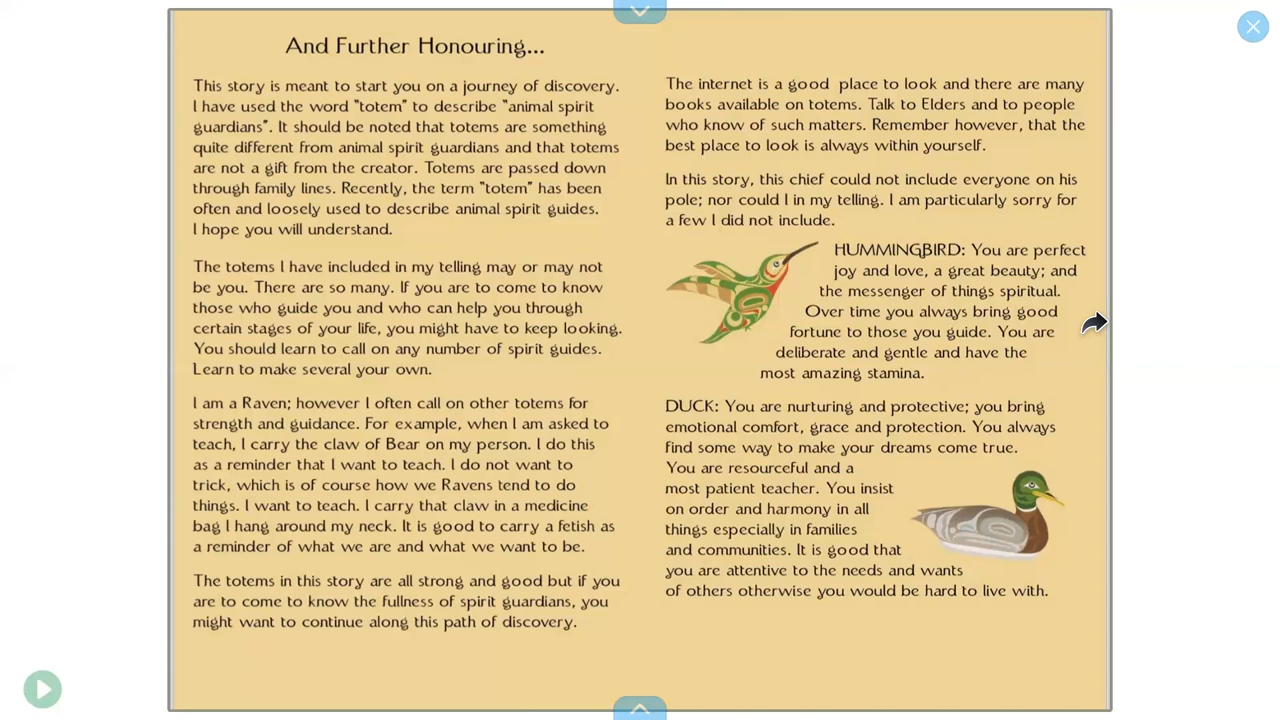 And Further Honouring...
This story is meant to start you on a journey of discovery.
I have used the word "totem" to describe "animal spirit
guardians". It should be noted that totems are something
quite different from animal spirit guardians and that totems
are not a gift from the creator. Totems are passed down
through family lines. Recently, the term "totem" has been
often and loosely used to describe animal spirit guides.
I hope you will understand.
The totems I have included in my telling may or may not
be you. There are so many. If you are to come to know
those who guide you and who can help you through
certain stages of your life, you might have to keep looking.
You should learn to call on any number of spirit guides.
Learn to make several your own.
I am a Raven; however I often call on other totems for
strength and guidance. For example, when I am asked to
teach, I carry the claw of Bear on my person. I do this
as a reminder that I want to teach. I do not want to
trick, which is of course how we Ravens tend to do
things. I want to teach. I carry that claw in a medicine
bag I hang around my neck. It is good to carry a fetish as
a reminder of what we are and what we want to be.
The totems in this story are all strong and good but if you
are to come to know the fullness of spirit guardians, you
might want to continue along this path of discovery.
The internet is a good place to look and there are many
books available on totems. Talk to Elders and to people
who know of such matters. Remember however, that the
best place to look is always within yourself.
In this story, this chief could not include everyone on his
pole; nor could I in my telling. I am particularly sorry for
a few I did not include.
HUMMINGBIRD: You are perfect
joy and love, a great beauty; and
the messenger of things spiritual.
Over time you always bring good
fortune to those you guide. You are
deliberate and gentle and have the
most amazing stamina.
DUCK: You are nurturing and protective; you bring
emotional comfort, grace and protection. You always
find some way to make your dreams come true.
You are resourceful and a
most patient teacher. You insist
on order and harmony in all
things especially in families
and communities. It is good that
you are attentive to the needs and wants
of others otherwise you would be hard to live with.